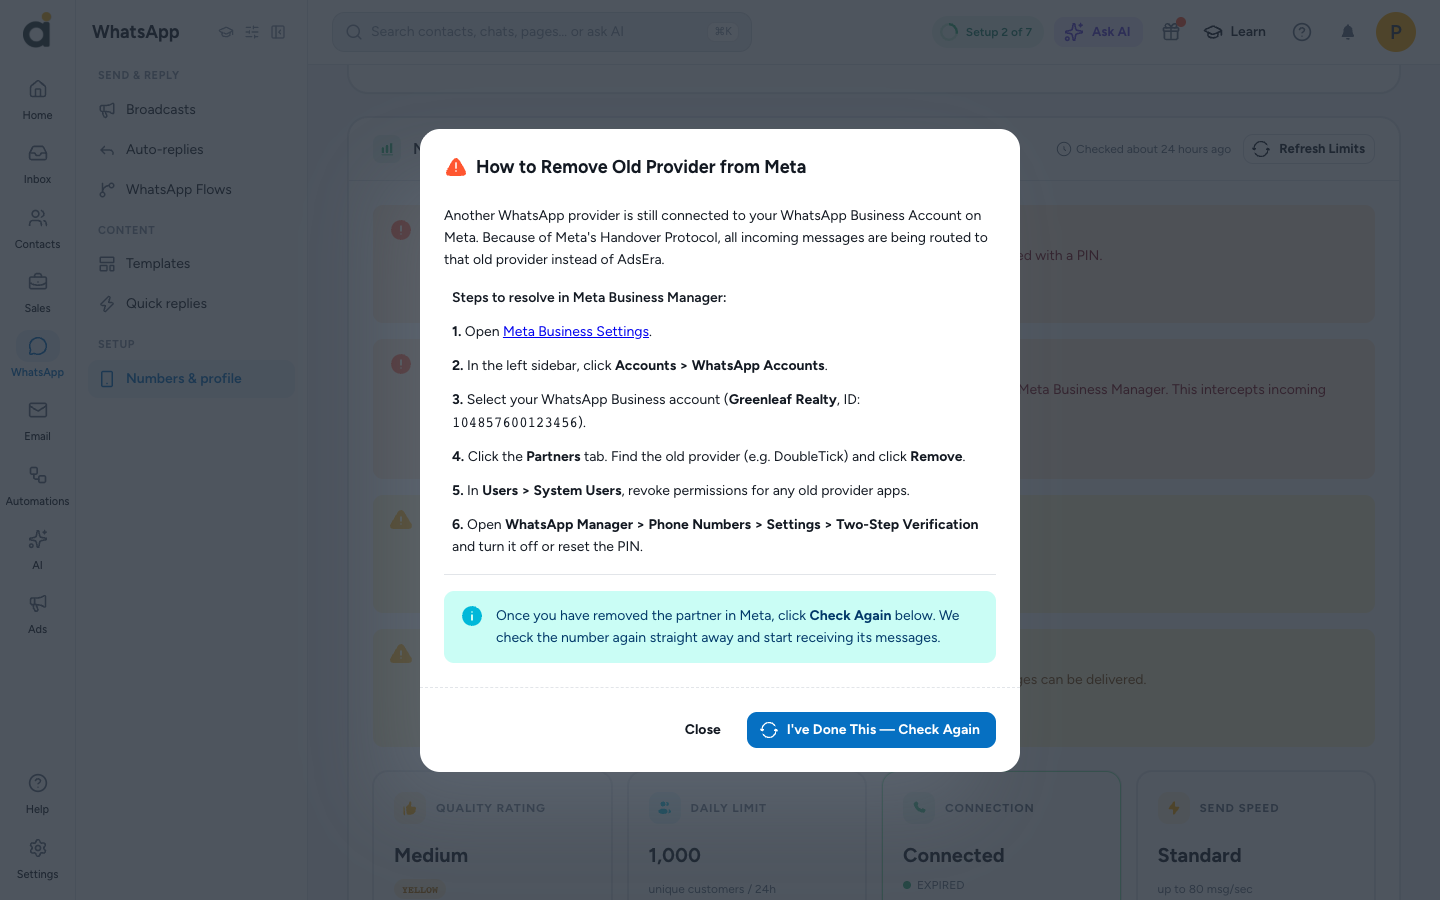 WhatsApp
Search contacts, chats, pages... or ask AI
⌘K
Setup 2 of 7
Ask AI
Learn
P
Home
Inbox
Contacts
Sales
WhatsApp
Email
Automations
AI
Ads
Help
Settings
SEND & REPLY
Broadcasts
Auto-replies
WhatsApp Flows
CONTENT
Templates
Quick replies
SETUP
Numbers & profile
Checked about 24 hours ago
Refresh Limits
ed with a PIN.
Meta Business Manager. This intercepts incoming
ges can be delivered.
How to Remove Old Provider from Meta
Another WhatsApp provider is still connected to your WhatsApp Business Account on
Meta. Because of Meta's Handover Protocol, all incoming messages are being routed to
that old provider instead of AdsEra.
Steps to resolve in Meta Business Manager:
1. Open Meta Business Settings.
2. In the left sidebar, click Accounts > WhatsApp Accounts.
3. Select your WhatsApp Business account (Greenleaf Realty, ID:
104857600123456).
4. Click the Partners tab. Find the old provider (e.g. DoubleTick) and click Remove.
5. In Users > System Users, revoke permissions for any old provider apps.
6. Open WhatsApp Manager > Phone Numbers > Settings > Two-Step Verification
and turn it off or reset the PIN.
Once you have removed the partner in Meta, click Check Again below. We
check the number again straight away and start receiving its messages.
Close
I've Done This — Check Again
QUALITY RATING
Medium
YELLOW
DAILY LIMIT
1,000
unique customers / 24h
CONNECTION
Connected
EXPIRED
SEND SPEED
Standard
up to 80 msg/sec